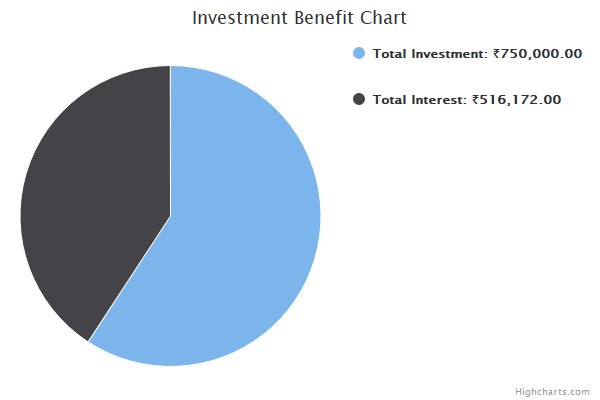 Investment Benefit Chart
Total Investment: ₹750,000.00
Total Interest: ₹516,172.00
Highcharts.com